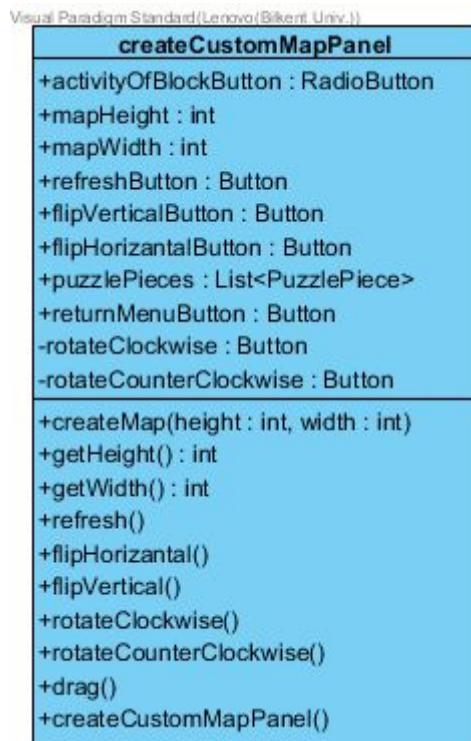 Visual Paradigm Standard(Lenovo(Bilkent Univ.))
createCustomMapPanel
+activityOfBlockButton : RadioButton
+mapHeight : int
+mapWidth : int
+refreshButton : Button
+flipVerticalButton : Button
+flipHorizantalButton : Button
+puzzlePieces : List<PuzzlePiece>
+returnMenuButton : Button
-rotateClockwise : Button
-rotateCounterClockwise : Button
+createMap(height : int, width : int)
+getHeight() : int
+getWidth() : int
+refresh()
+flipHorizantal()
+flipVertical()
+rotateClockwise()
+rotateCounterClockwise()
+drag()
+createCustomMapPanel()